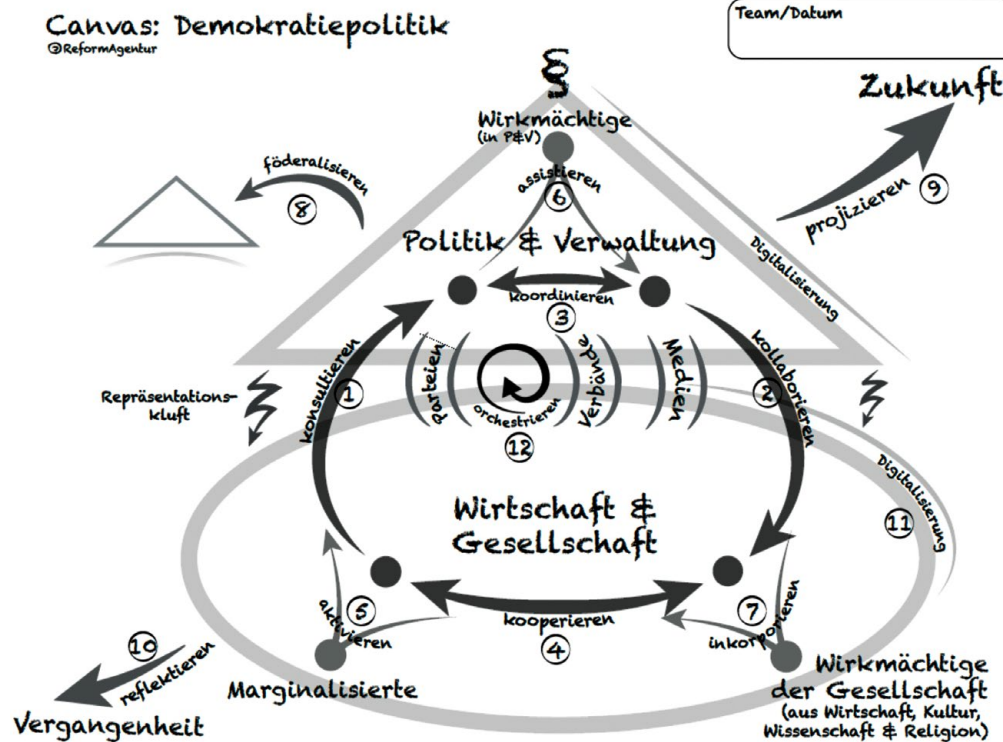 Canvas: Demokratiepolitik
@ReformAgentur
Team/Datum
§
Zukunft
Wirkmächtige
(in P&V)
föderalisieren
8
assistieren
6
projizieren
9
Politik & Verwaltung
Digitalisierung
koordinieren
3
konsultieren
1
Parteien
orchestrieren
12
Verbände
Medien
kollaborieren
2
Repräsentations-
kluft
Wirtschaft &
Gesellschaft
Digitalisierung
11
aktivieren
5
kooperieren
4
inkorporieren
7
10
reflektieren
Marginalisierte
Vergangenheit
Wirkmächtige
der Gesellschaft
(aus Wirtschaft, Kultur,
Wissenschaft & Religion)